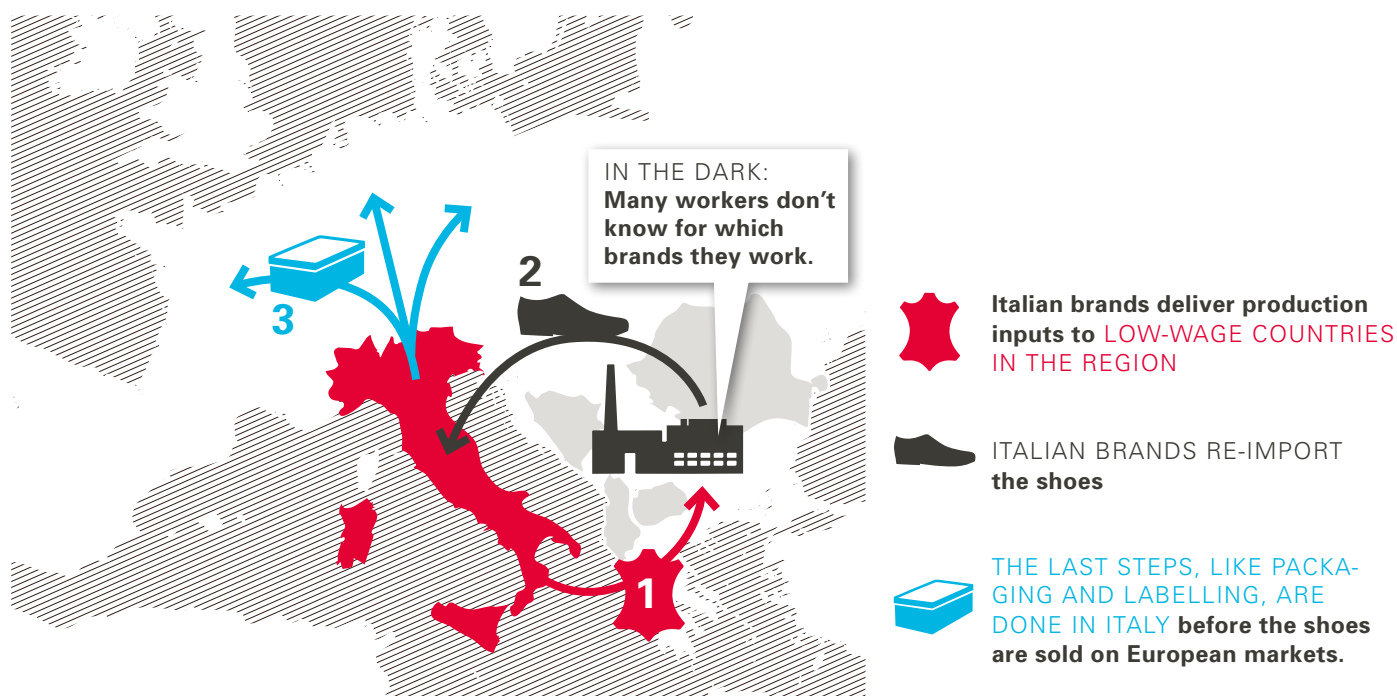 IN THE DARK:
Many workers don’t
know for which
brands they work.
2
3
1
Italian brands deliver production
inputs to LOW-WAGE COUNTRIES
IN THE REGION
ITALIAN BRANDS RE-IMPORT
the shoes
THE LAST STEPS, LIKE PACKA-
GING AND LABELLING, ARE
DONE IN ITALY before the shoes
are sold on European markets.